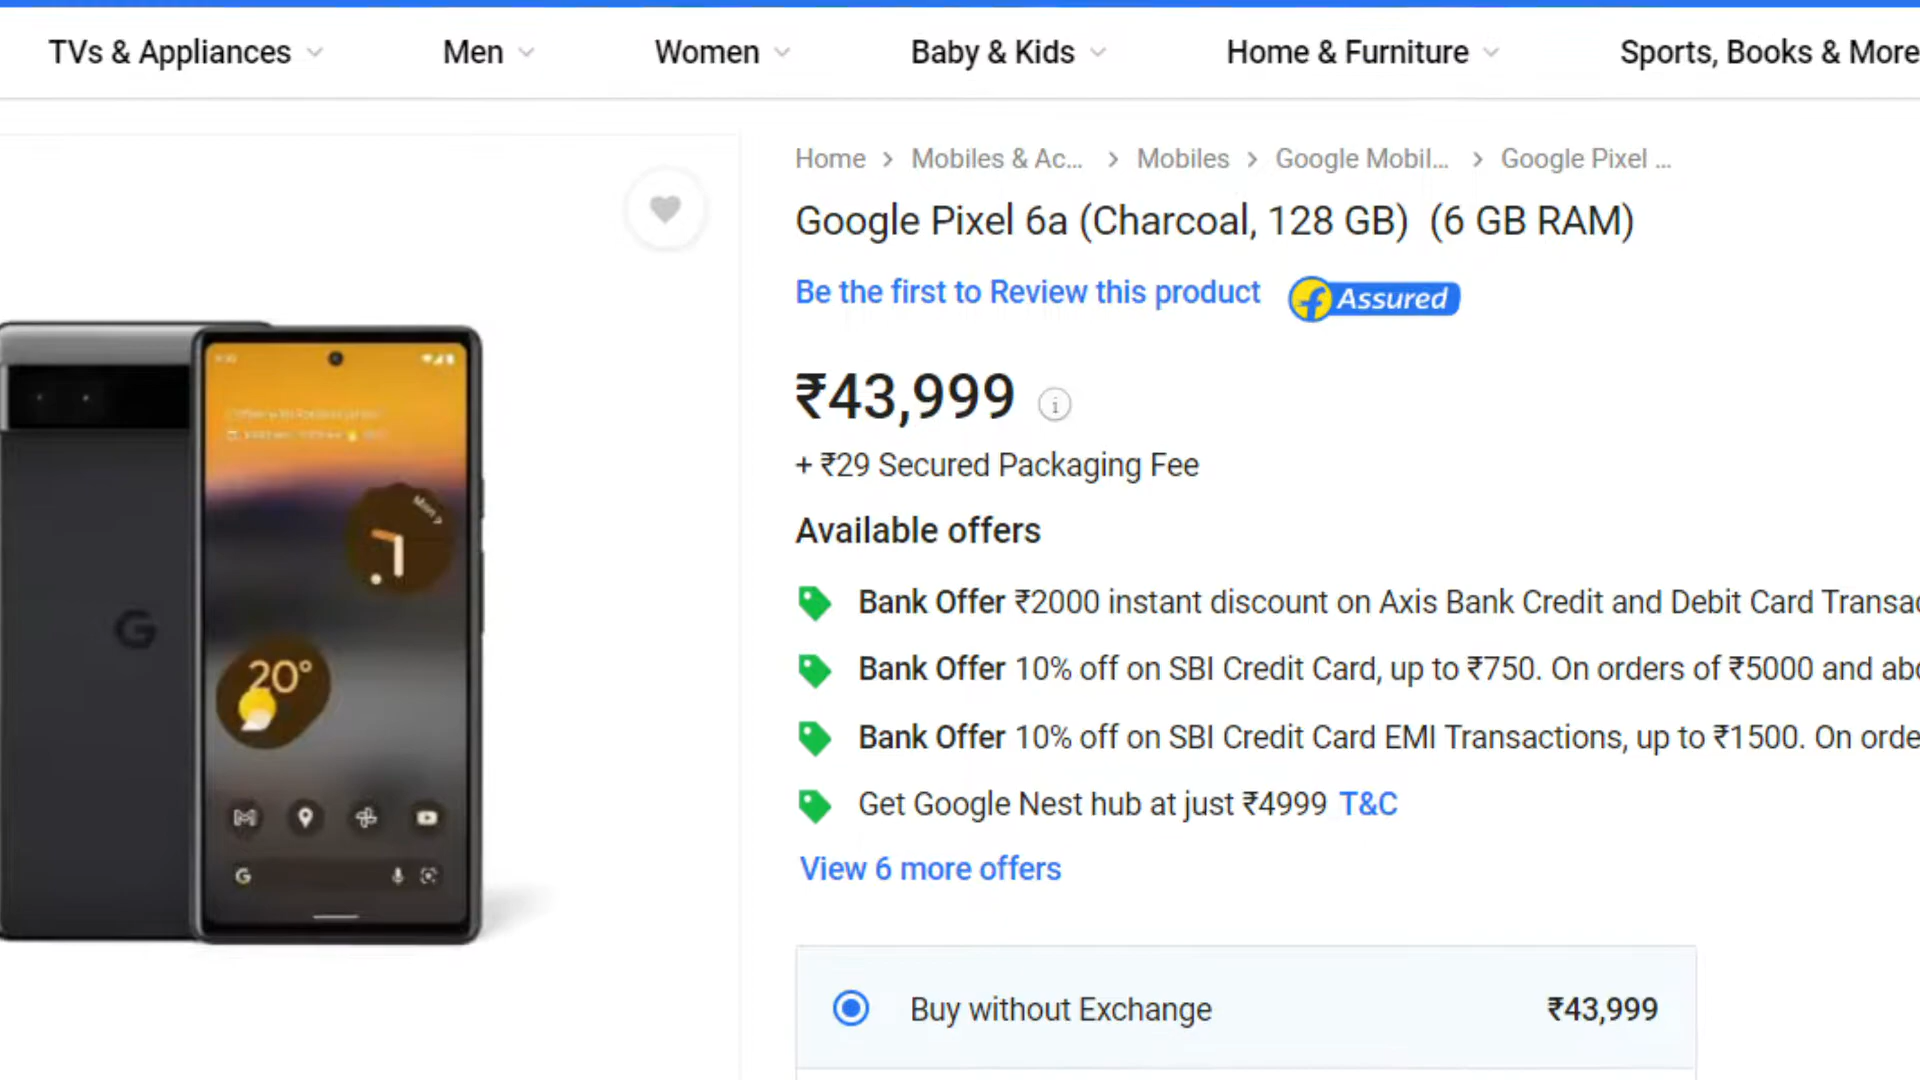 TVs & Appliances Men Women Baby & Kids Home & Furniture Sports, Books & More
Home > Mobiles & Ac... > Mobiles > Google Mobil... > Google Pixel ...
Google Pixel 6a (Charcoal, 128 GB) (6 GB RAM)
Be the first to Review this product Assured
₹43,999
+ ₹29 Secured Packaging Fee
Available offers
Bank Offer ₹2000 instant discount on Axis Bank Credit and Debit Card
Bank Offer 10% off on SBI Credit Card, up to ₹750. On orders of ₹5000 and
Bank Offer 10% off on SBI Credit Card EMI Transactions, up to ₹1500. On
Get Google Nest hub at just ₹4999 T&C
View 6 more offers
Buy without Exchange ₹43,999
20°
G
G